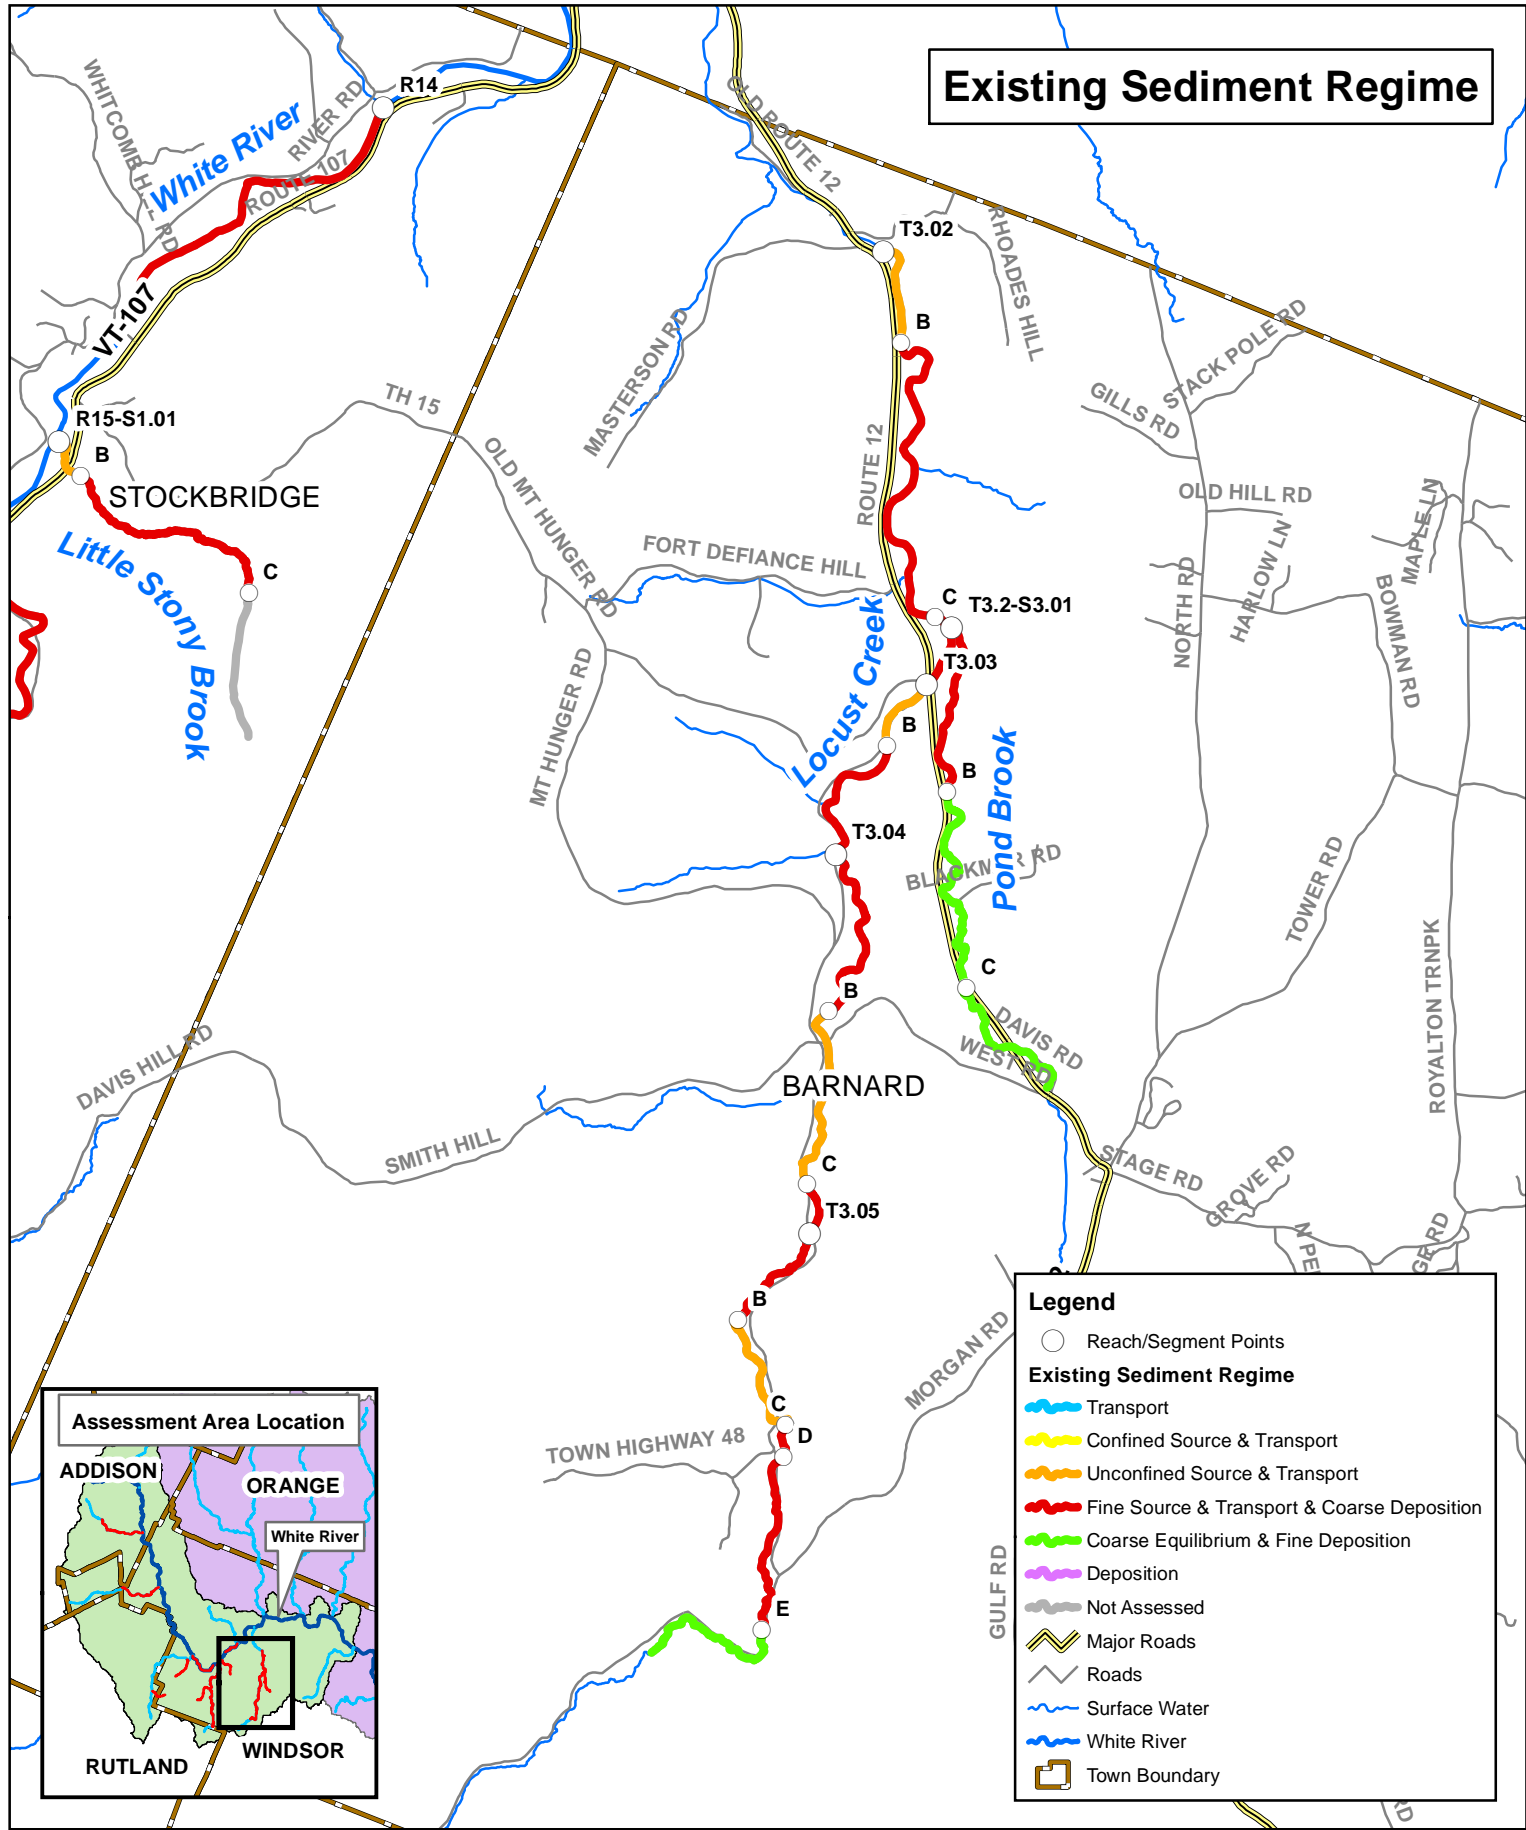 Existing Sediment Regime
R14
WHITCOMB H
RD
RIVER RD
White River
ROUTE 107
OLD ROUTE 12
T3.02
RHOADES HILL
B
VT-107
MASTERSON RD
STACK POLE RD
GILLS RD
TH 15
R15-S1.01
B
STOCKBRIDGE
OLD MT HUNGER RD
ROUTE 12
OLD HILL RD
MAPLE LN
HARLOW LN
Little Stony Brook
C
FORT DEFIANCE HILL
NORTH RD
BOWMAN RD
C
T3.2-S3.01
T3.03
Locust Creek
MT HUNGER RD
B
B
Pond Brook
T3.04
TOWER RD
C
B
DAVIS RD
WEST RD
ROYALTON TRNPK
DAVIS HILL RD
BARNARD
SMITH HILL
C
STAGE RD
GROVE RD
T3.05
N PE
GE RD
B
MORGAN RD
C
D
TOWN HIGHWAY 48
E
GULF RD
RD
Legend
Reach/Segment Points
Existing Sediment Regime
Transport
Confined Source & Transport
Unconfined Source & Transport
Fine Source & Transport & Coarse Deposition
Coarse Equilibrium & Fine Deposition
Deposition
Not Assessed
Major Roads
Roads
Surface Water
White River
Town Boundary
Assessment Area Location
ADDISON
ORANGE
White River
WINDSOR
RUTLAND